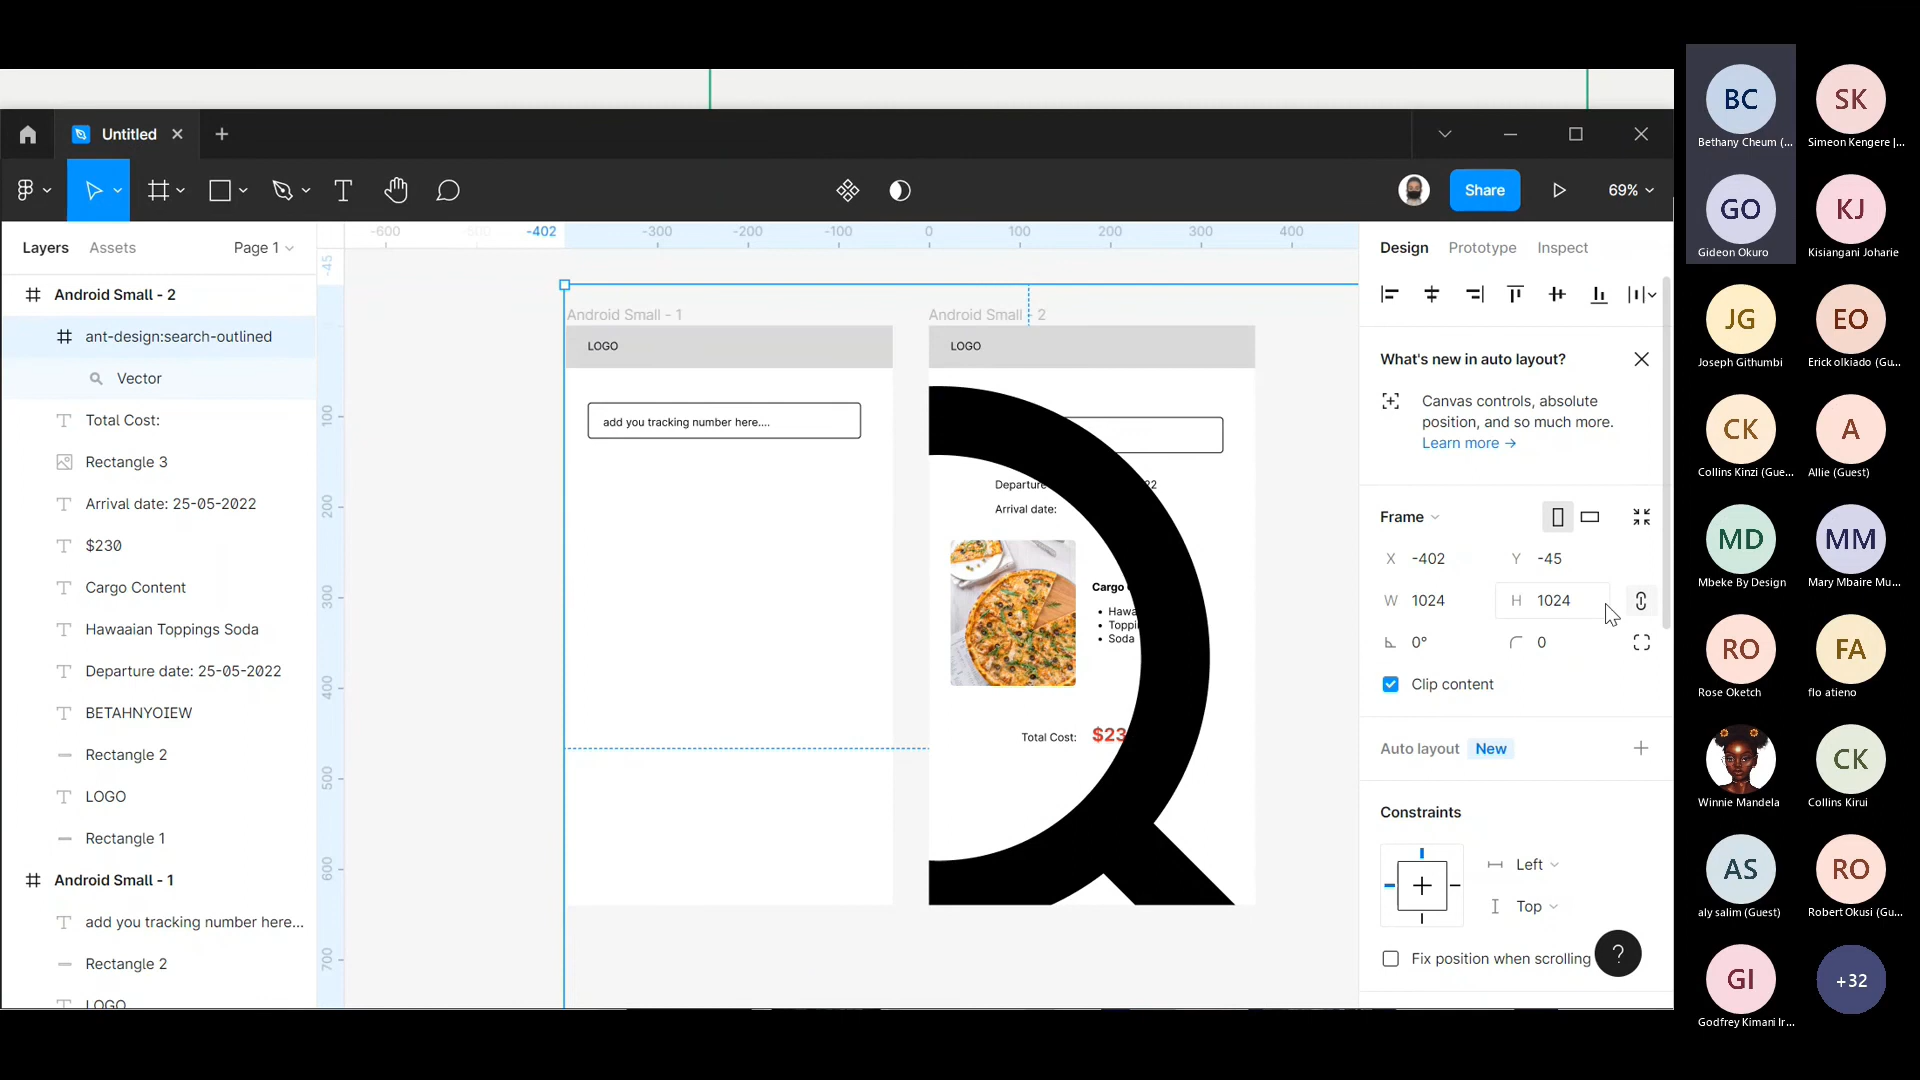 Untitled
Share
69%
Layers
Assets
Page 1
Android Small - 2
ant-design:search-outlined
Vector
Total Cost:
Rectangle 3
Arrival date: 25-05-2022
$230
Cargo Content
Hawaaian Toppings Soda
Departure date: 25-05-2022
BETAHNYOIEW
Rectangle 2
LOGO
Rectangle 1
Android Small - 1
add you tracking number here...
Rectangle 2
LOGO
-600
-402
-300
-200
-100
0
100
200
300
400
-45
100
200
300
400
500
600
700
Android Small - 1
LOGO
add you tracking number here....
Android Small - 2
LOGO
Departure
22
Arrival date:
Cargo
Hawa
Toppi
Soda
Total Cost:
$23
Design
Prototype
Inspect
What's new in auto layout?
Canvas controls, absolute
position, and so much more.
Learn more →
Frame
X -402
Y -45
W 1024
H 1024
0°
0
Clip content
Auto layout New
Constraints
Left
Top
Fix position when scrolling
?
BC
Bethany Cheum (...
SK
Simeon Kengere |...
GO
Gideon Okuro
KJ
Kisiangani Joharie
JG
Joseph Githumbi
EO
Erick olkiado (Gu...
CK
Collins Kinzi (Gue...
A
Allie (Guest)
MD
Mbeke By Design
MM
Mary Mbaire Mu...
RO
Rose Oketch
FA
flo atieno
Winnie Mandela
CK
Collins Kirui
AS
aly salim (Guest)
RO
Robert Okusi (Gu...
GI
Godfrey Kimani Ir...
+32